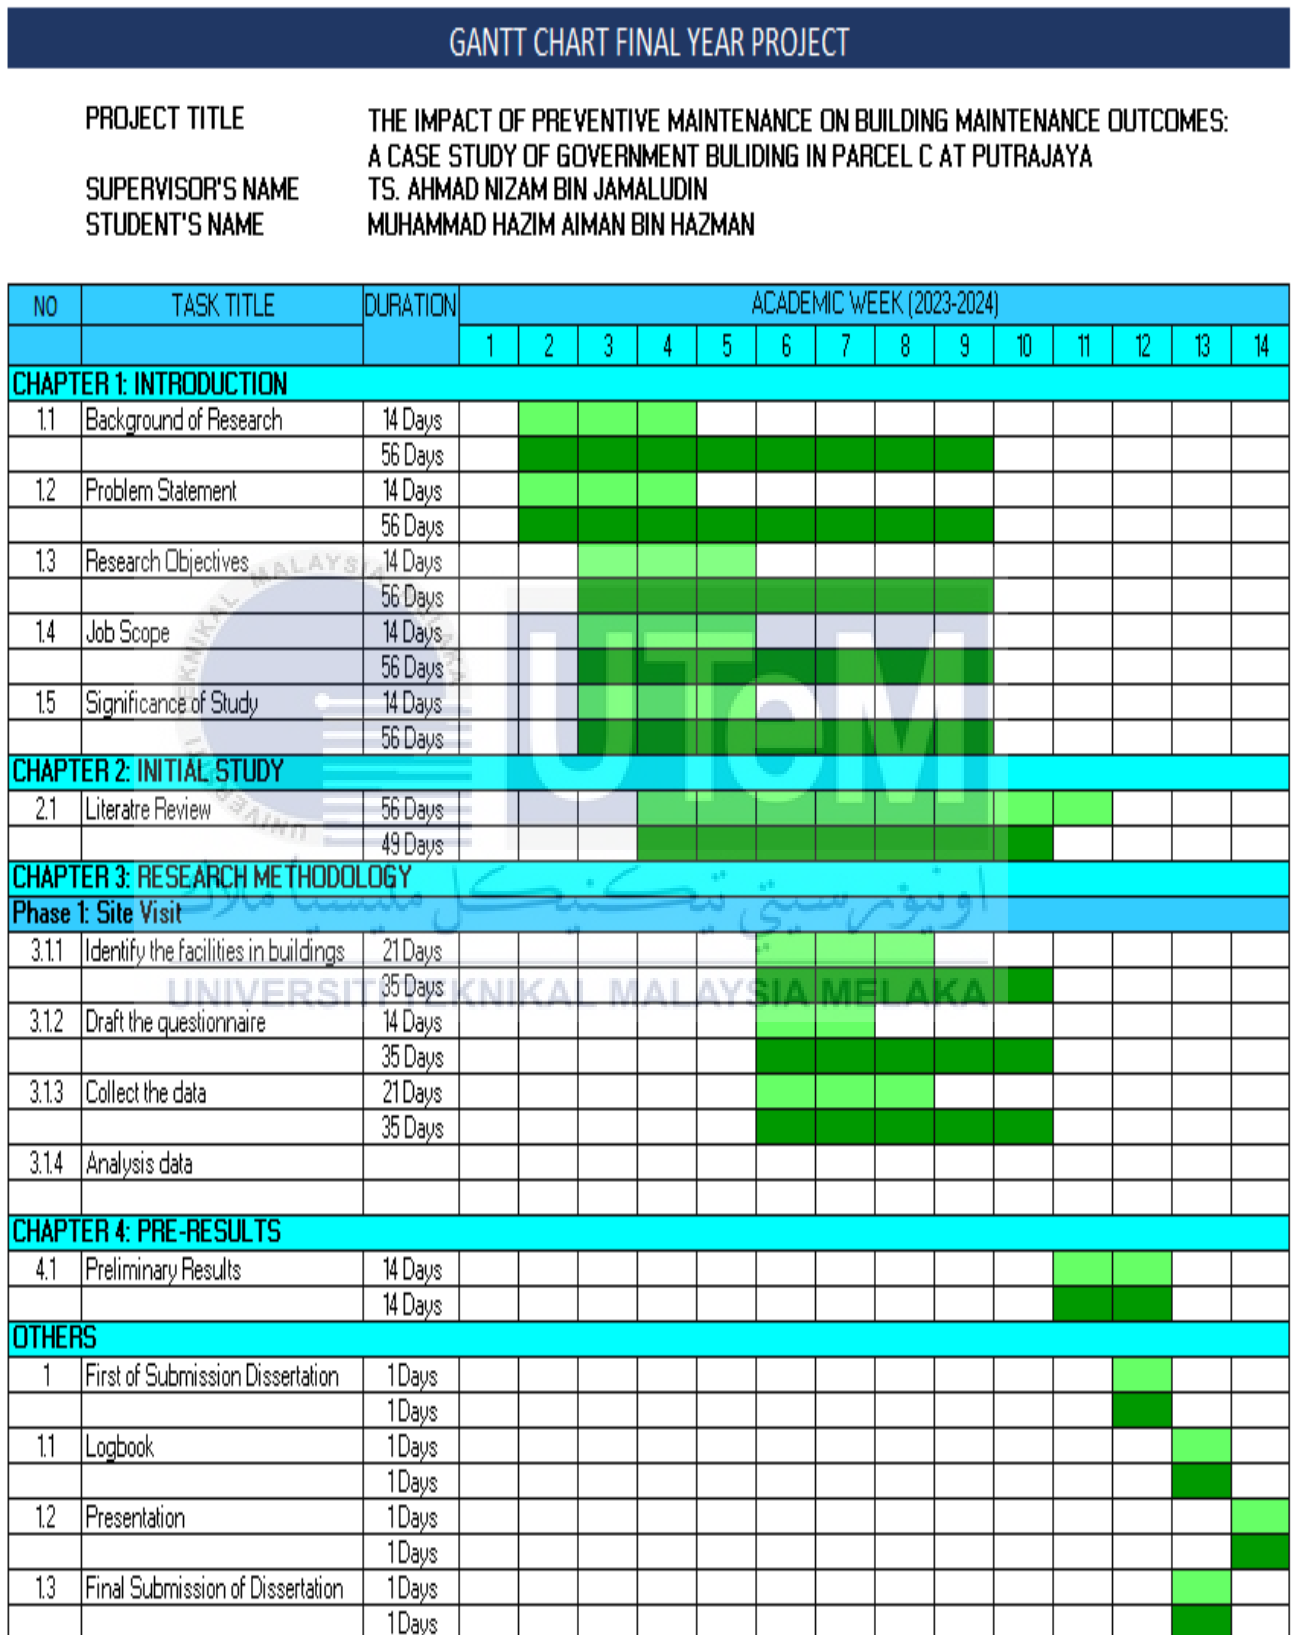 GANTT CHART FINAL YEAR PROJECT
PROJECT TITLE THE IMPACT OF PREVENTIVE MAINTENANCE ON BUILDING MAINTENANCE OUTCOMES:
A CASE STUDY OF GOVERNMENT BULIDING IN PARCEL C AT PUTRAJAYA
SUPERVISOR'S NAME TS. AHMAD NIZAM BIN JAMALUDIN
STUDENT'S NAME MUHAMMAD HAZIM AIMAN BIN HAZMAN
NO TASK TITLE DURATION ACADEMIC WEEK (2023-2024)
1 2 3 4 5 6 7 8 9 10 11 12 13 14
CHAPTER 1: INTRODUCTION
1.1 Background of Research 14 Days
56 Days
1.2 Problem Statement 14 Days
56 Days
1.3 Research Objectives 14 Days
56 Days
1.4 Job Scope 14 Days
56 Days
1.5 Significance of Study 14 Days
56 Days
CHAPTER 2: INITIAL STUDY
2.1 Literatre Review 56 Days
49 Days
CHAPTER 3: RESEARCH METHODOLOGY
Phase 1: Site Visit
3.1.1 Identify the facilities in buildings 21 Days
35 Days
3.1.2 Draft the questionnaire 14 Days
35 Days
3.1.3 Collect the data 21 Days
35 Days
3.1.4 Analysis data
CHAPTER 4: PRE-RESULTS
4.1 Preliminary Results 14 Days
14 Days
OTHERS
1 First of Submission Dissertation 1 Days
1 Days
1.1 Logbook 1 Days
1 Days
1.2 Presentation 1 Days
1 Days
1.3 Final Submission of Dissertation 1 Days
1 Days
UNIVERSITI TEKNIKAL MALAYSIA MELAKA
UTeM
اونيۏرسيتي تيكنيكل مليسيا ملاك
UNIVERSITI TEKNIKAL MALAYSIA MELAKA